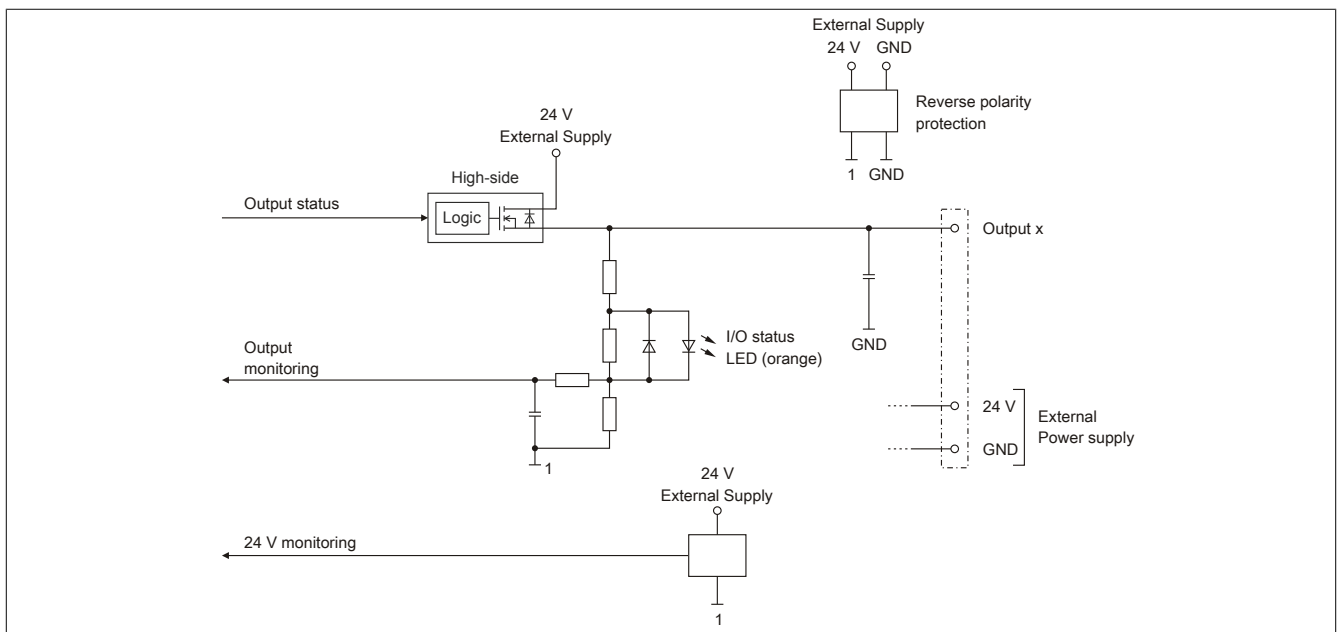 External Supply
24 V GND
Reverse polarity
protection
1 GND
24 V
External Supply
High-side
Output status
Logic
Output x
I/O status
LED (orange)
GND
Output
monitoring
24 V
External
Power supply
GND
1
24 V
External Supply
24 V monitoring
1